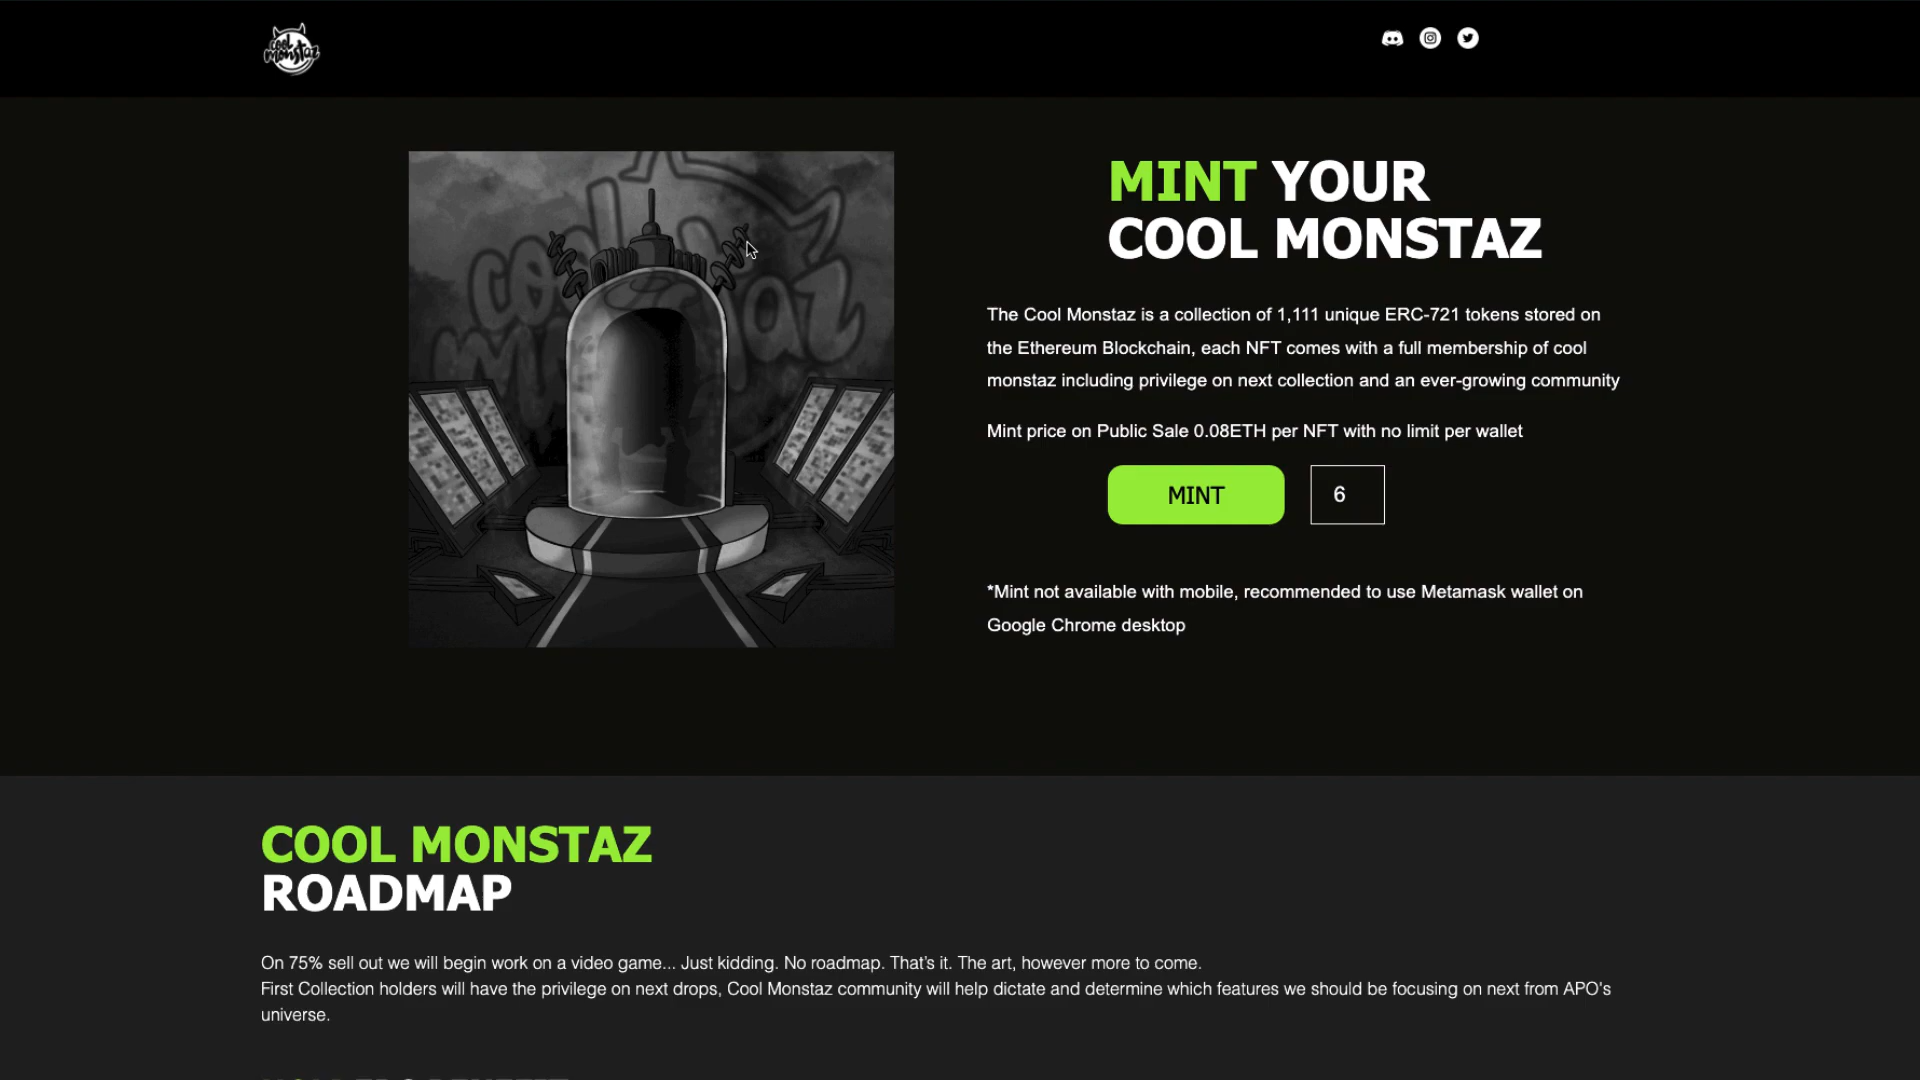 cool
monstaz
cool
monstaz
MINT YOUR
COOL MONSTAZ
The Cool Monstaz is a collection of 1,111 unique ERC-721 tokens stored on
the Ethereum Blockchain, each NFT comes with a full membership of cool
monstaz including privilege on next collection and an ever-growing community
Mint price on Public Sale 0.08ETH per NFT with no limit per wallet
MINT 6
*Mint not available with mobile, recommended to use Metamask wallet on
Google Chrome desktop
COOL MONSTAZ
ROADMAP
On 75% sell out we will begin work on a video game... Just kidding. No roadmap. That's it. The art, however more to come.
First Collection holders will have the privilege on next drops, Cool Monstaz community will help dictate and determine which features we should be focusing on next from APO's
universe.